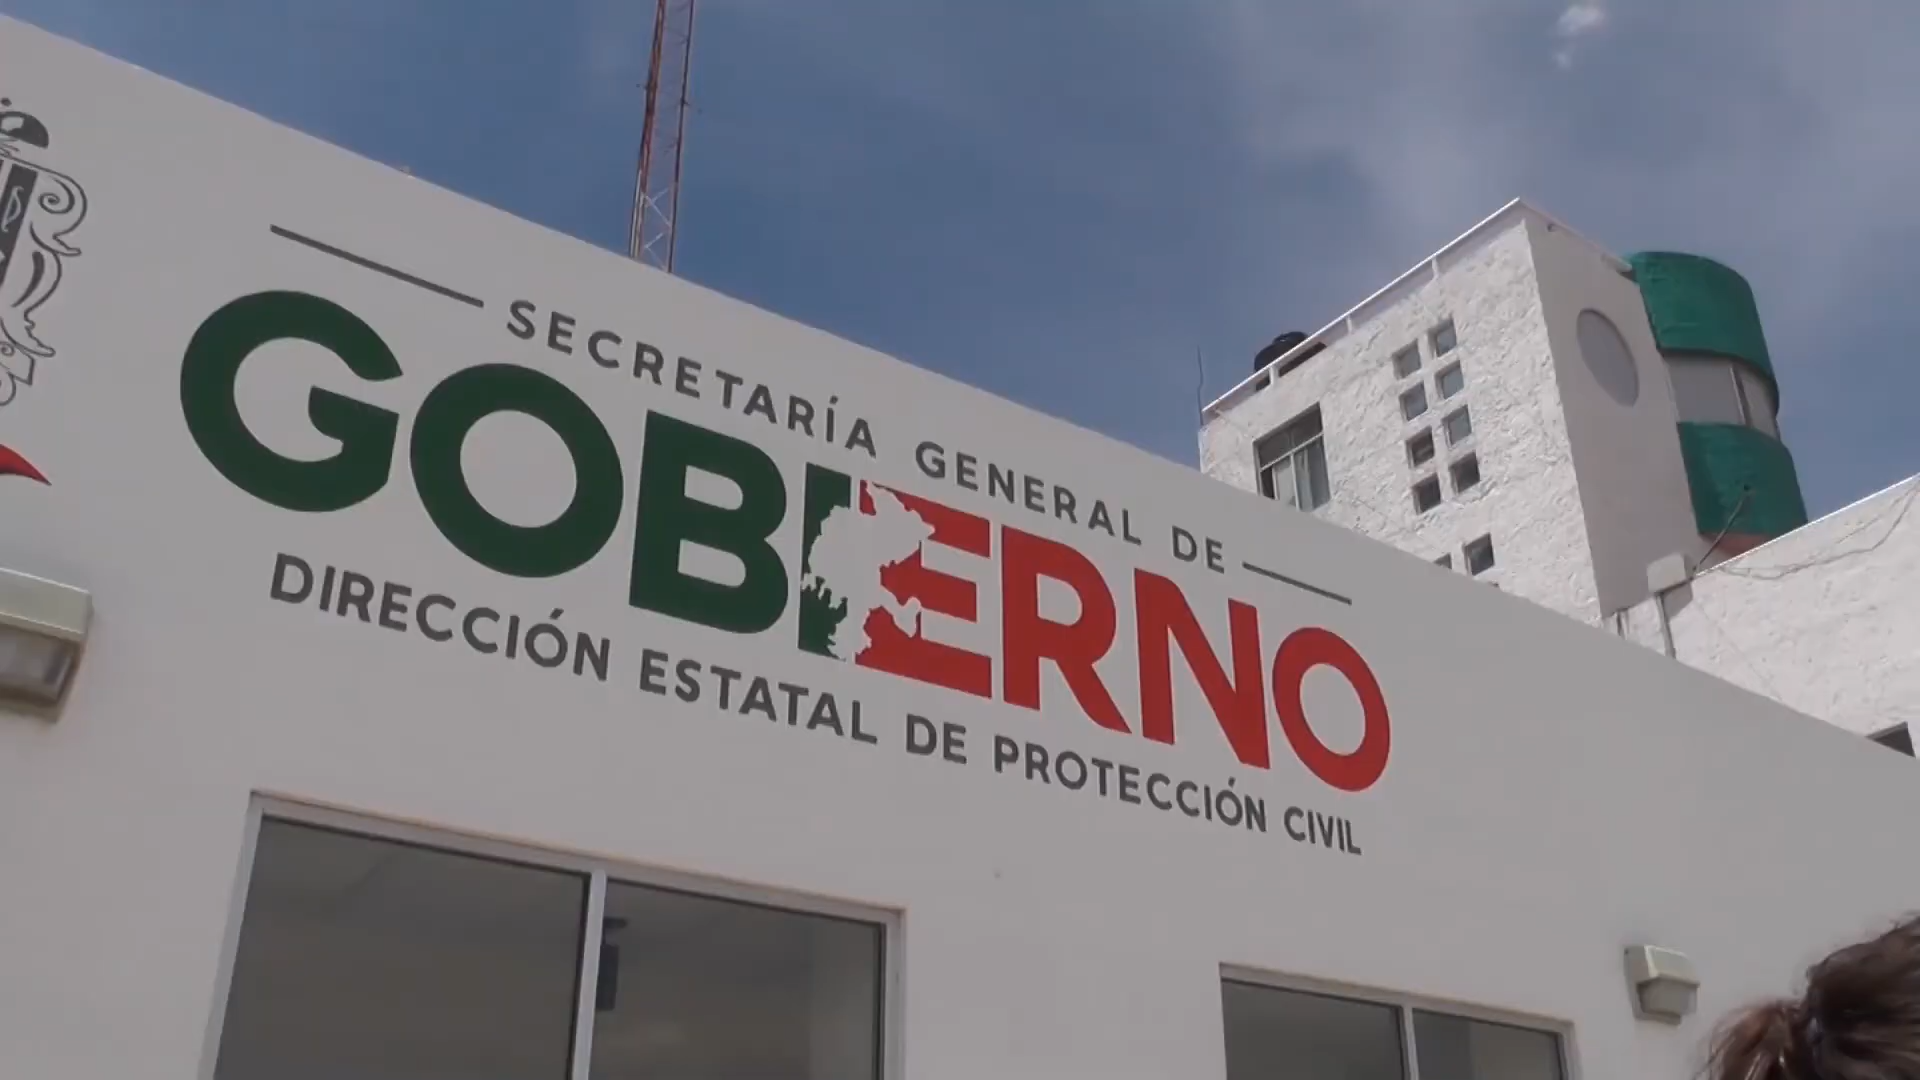 SECRETARÍA GENERAL DE
GOBIERNO
DIRECCIÓN ESTATAL DE PROTECCIÓN CIVIL